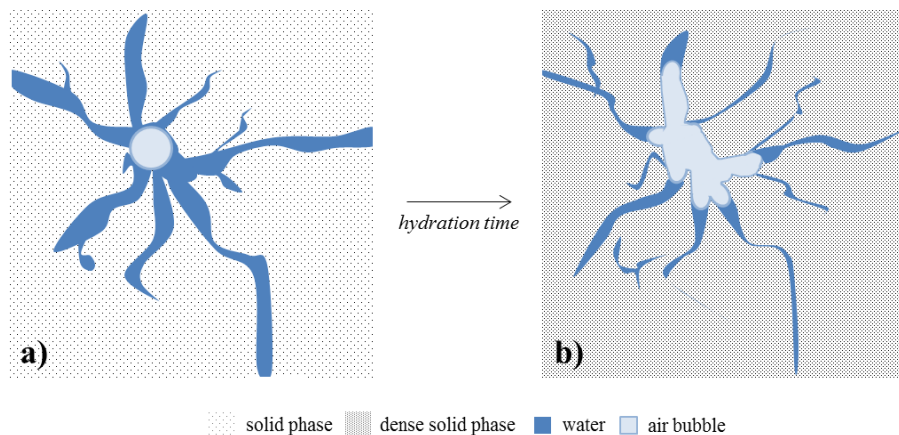 hydration time
a)
b)
solid phase dense solid phase water air bubble